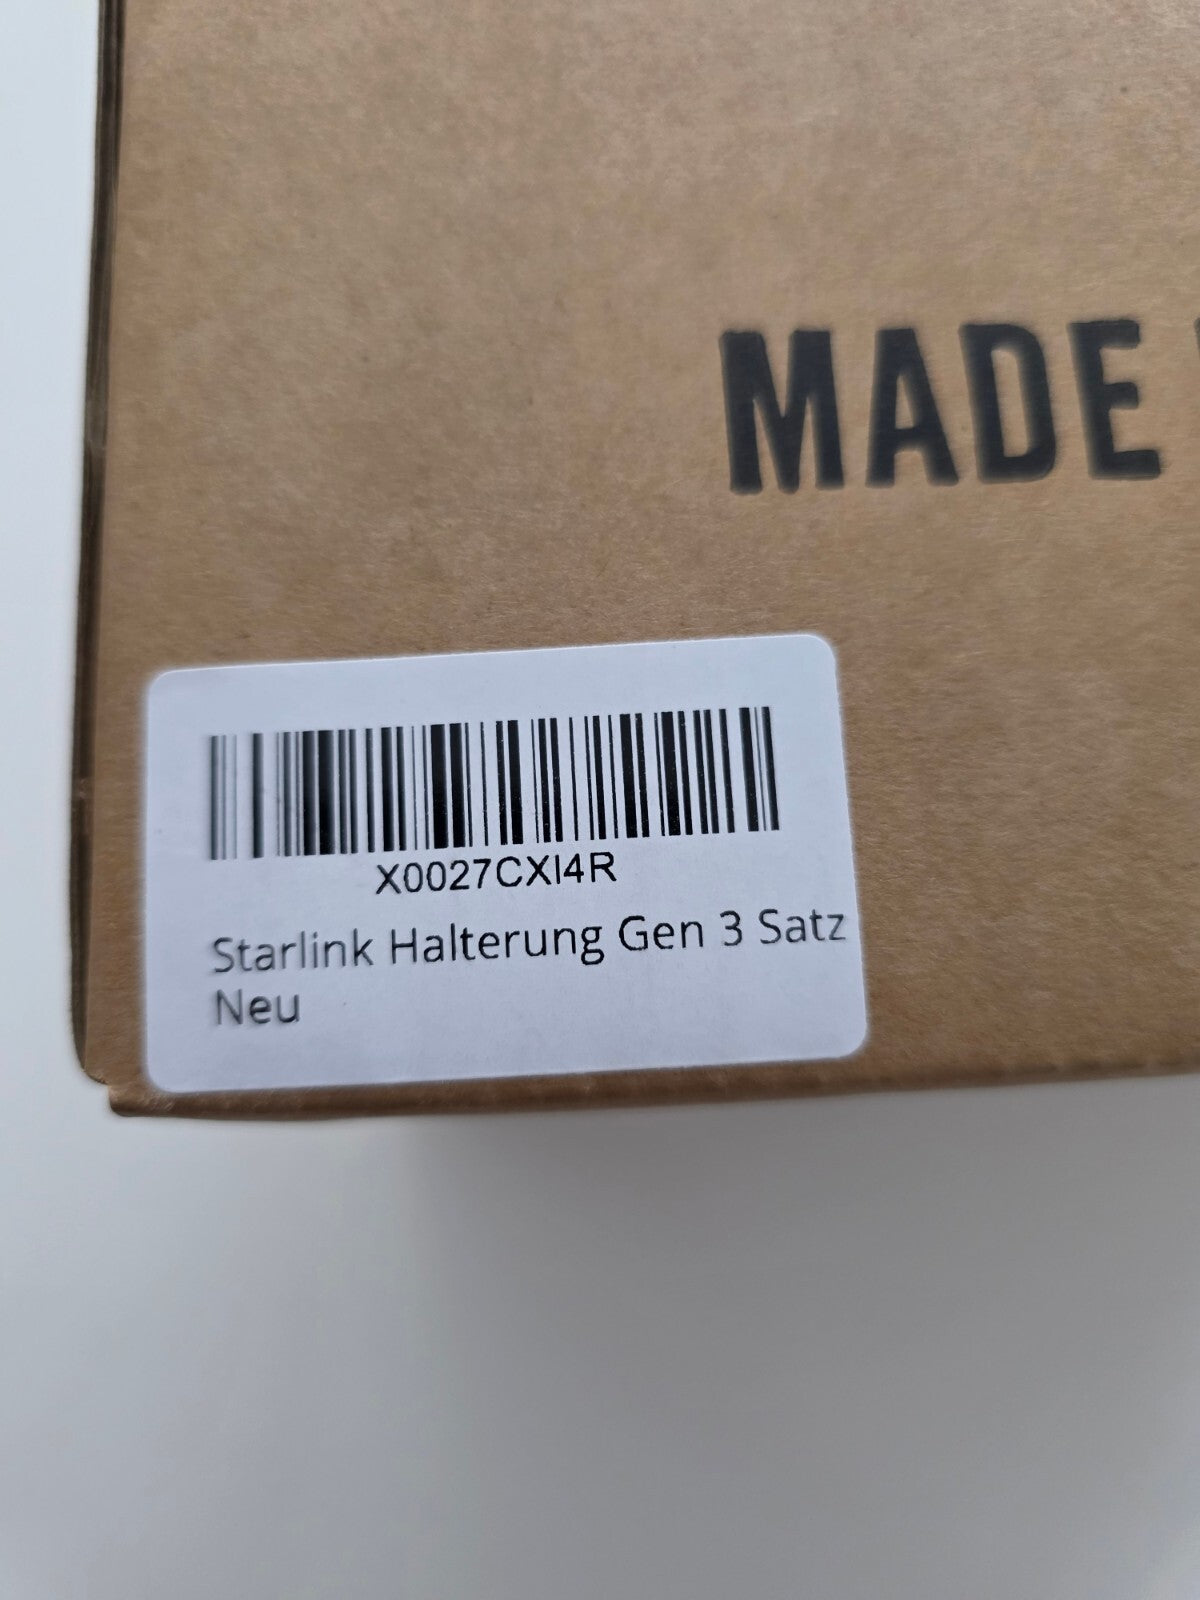 MADE
X0027CXI4R
Starlink Halterung Gen 3 Satz
Neu